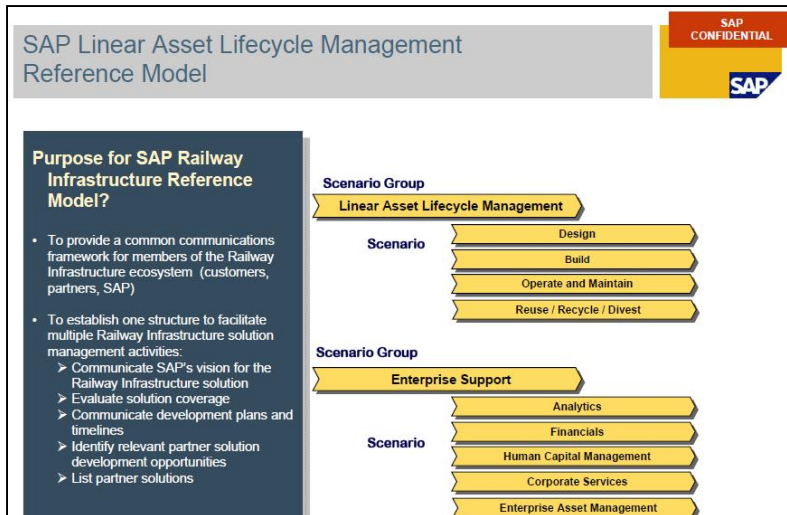 SAP Linear Asset Lifecycle Management
Reference Model
SAP
CONFIDENTIAL
SAP
Purpose for SAP Railway
Infrastructure Reference
Model?
• To provide a common communications
framework for members of the Railway
Infrastructure ecosystem (customers,
partners, SAP)
• To establish one structure to facilitate
multiple Railway Infrastructure solution
management activities:
➢ Communicate SAP's vision for the
Railway Infrastructure solution
➢ Evaluate solution coverage
➢ Communicate development plans and
timelines
➢ Identify relevant partner solution
development opportunities
➢ List partner solutions
Scenario Group
Linear Asset Lifecycle Management
Scenario
Design
Build
Operate and Maintain
Reuse / Recycle / Divest
Scenario Group
Enterprise Support
Scenario
Analytics
Financials
Human Capital Management
Corporate Services
Enterprise Asset Management